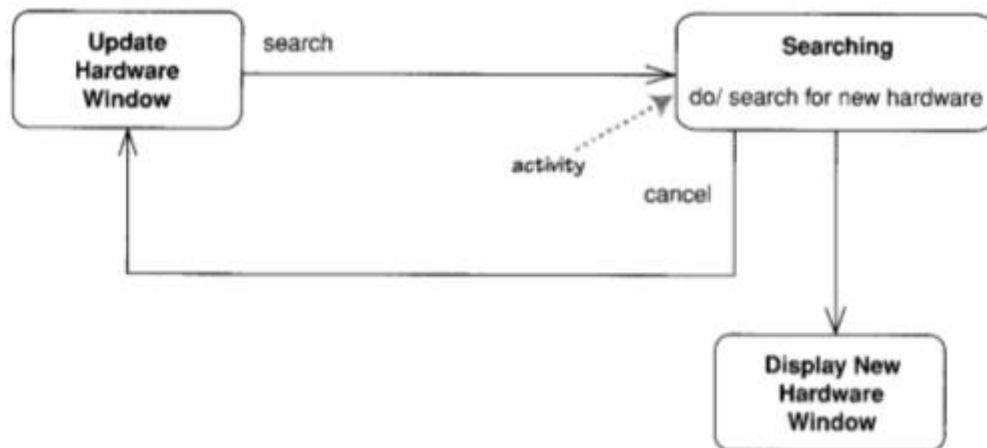 Update
Hardware
Window
search
Searching
do/ search for new hardware
activity
cancel
Display New
Hardware
Window